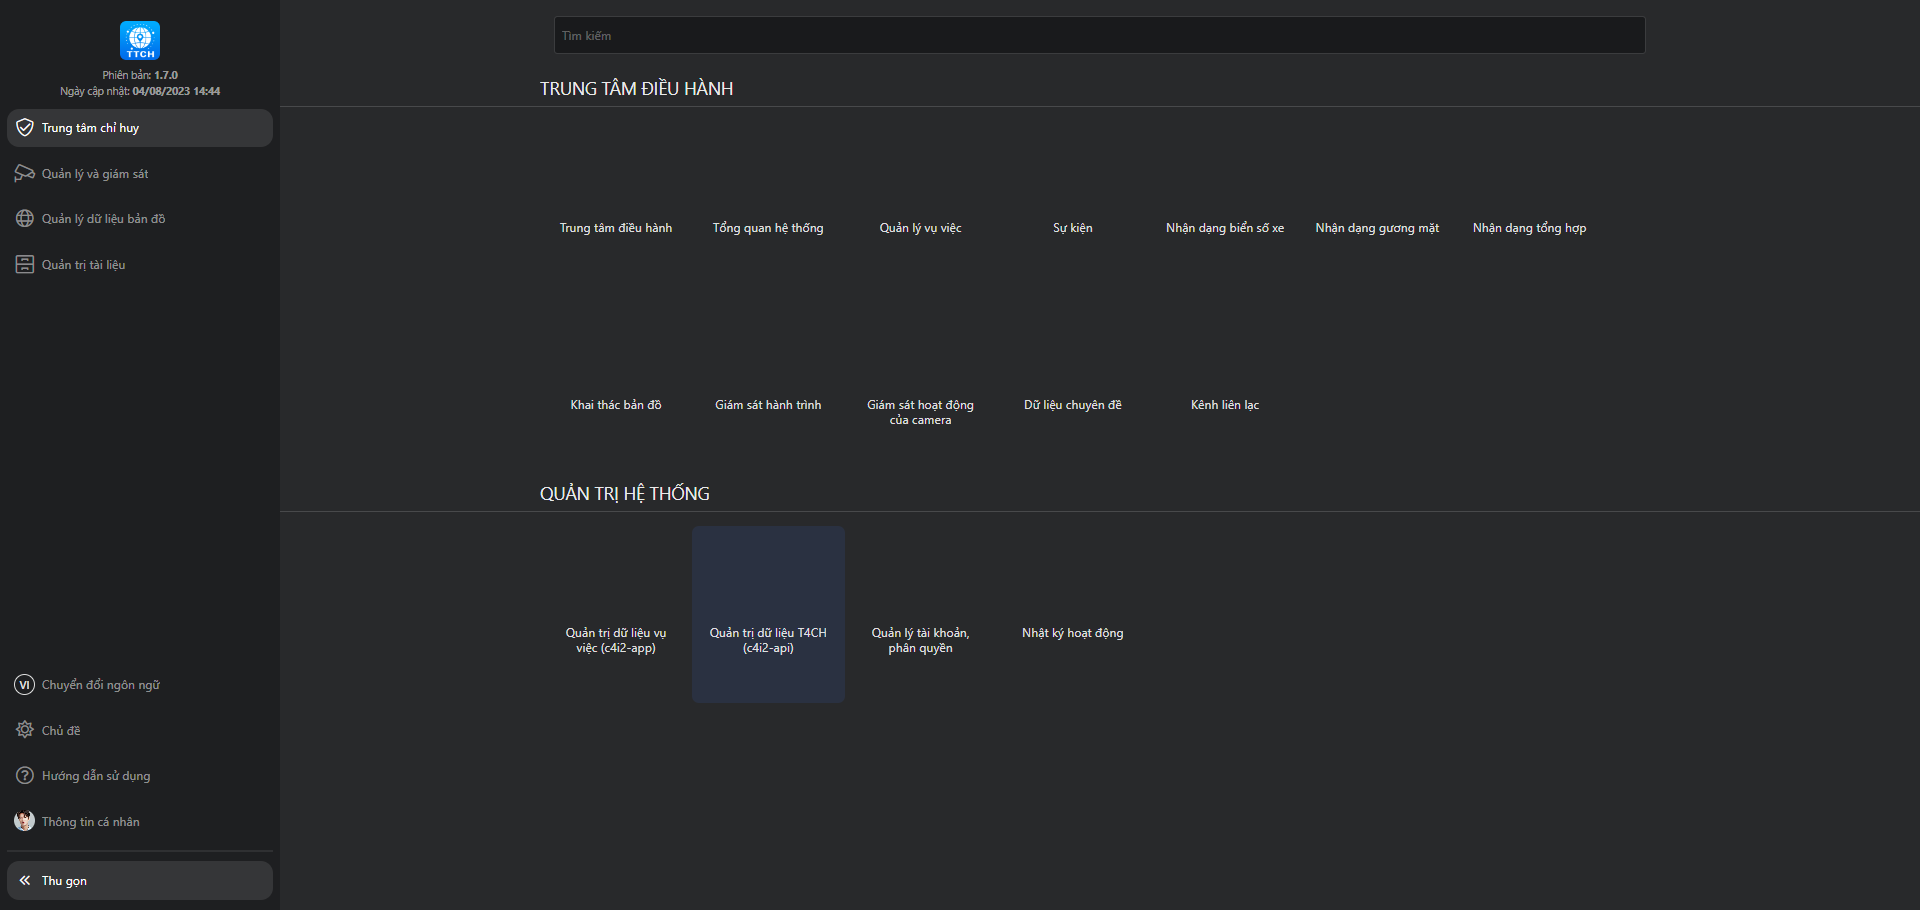 TTCH
Phiên bản: 1.7.0
Ngày cập nhật: 04/08/2023 14:44
Trung tâm chỉ huy
Quản lý và giám sát
Quản lý dữ liệu bản đồ
Quản trị tài liệu
VI Chuyển đổi ngôn ngữ
Chủ đề
Hướng dẫn sử dụng
Thông tin cá nhân
Thu gọn
Tìm kiếm
TRUNG TÂM ĐIỀU HÀNH
Trung tâm điều hành
Tổng quan hệ thống
Quản lý vụ việc
Sự kiện
Nhận dạng biển số xe
Nhận dạng gương mặt
Nhận dạng tổng hợp
Khai thác bản đồ
Giám sát hành trình
Giám sát hoạt động
của camera
Dữ liệu chuyên đề
Kênh liên lạc
QUẢN TRỊ HỆ THỐNG
Quản trị dữ liệu vụ
việc (c4i2-app)
Quản trị dữ liệu T4CH
(c4i2-api)
Quản lý tài khoản,
phân quyền
Nhật ký hoạt động